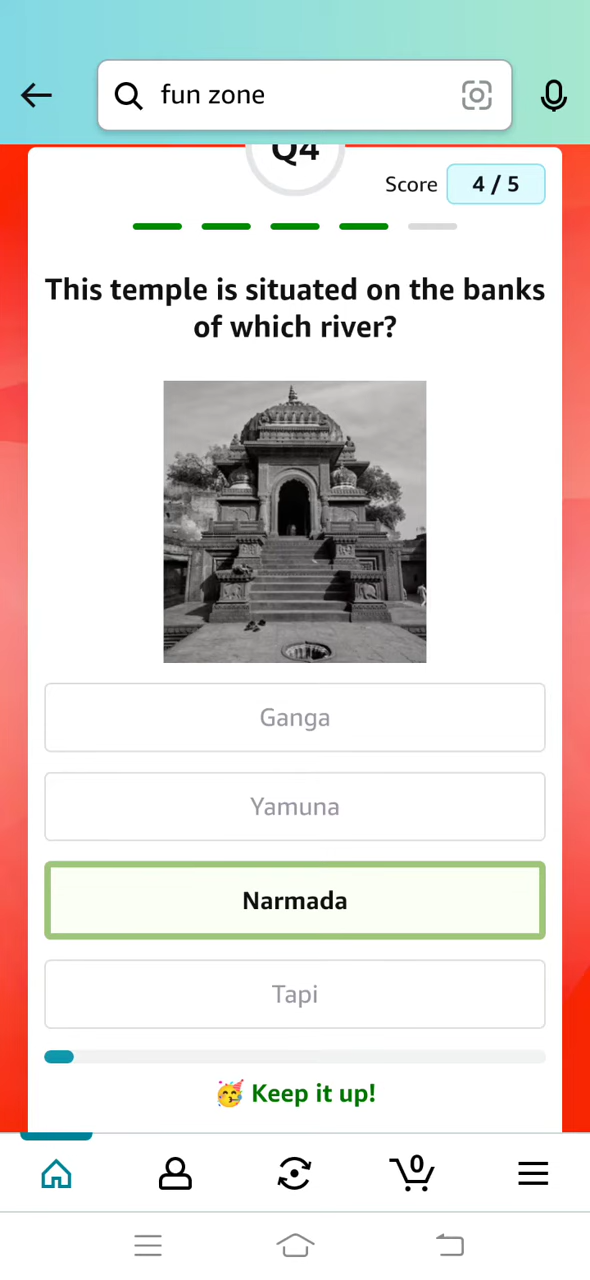 fun zone
Q4
Score 4 / 5
This temple is situated on the banks
of which river?
Ganga
Yamuna
Narmada
Tapi
🥳 Keep it up!
0